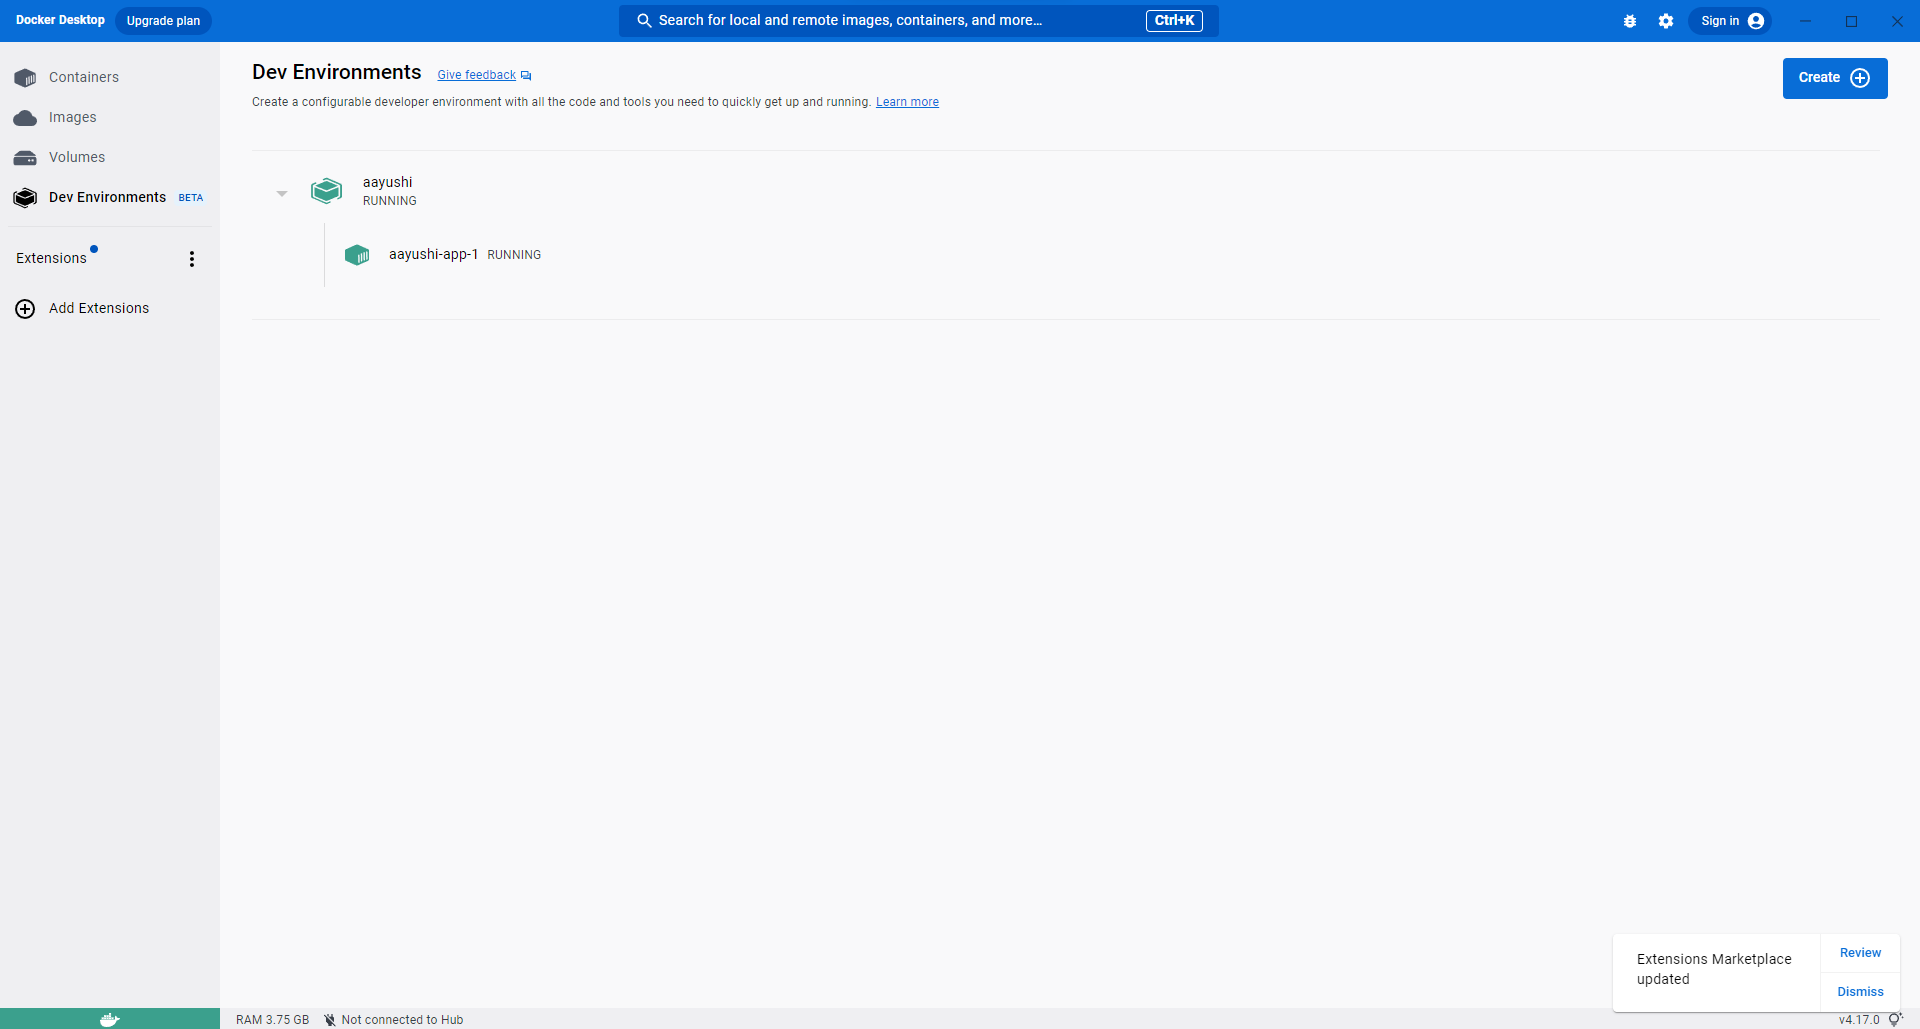 Docker Desktop
Upgrade plan
Search for local and remote images, containers, and more...
Ctrl+K
Sign in
Containers
Images
Volumes
Dev Environments BETA
Extensions
Add Extensions
Dev Environments
Give feedback
Create a configurable developer environment with all the code and tools you need to quickly get up and running. Learn more
Create
aayushi
RUNNING
aayushi-app-1 RUNNING
Extensions Marketplace
updated
Review
Dismiss
RAM 3.75 GB
Not connected to Hub
v4.17.0